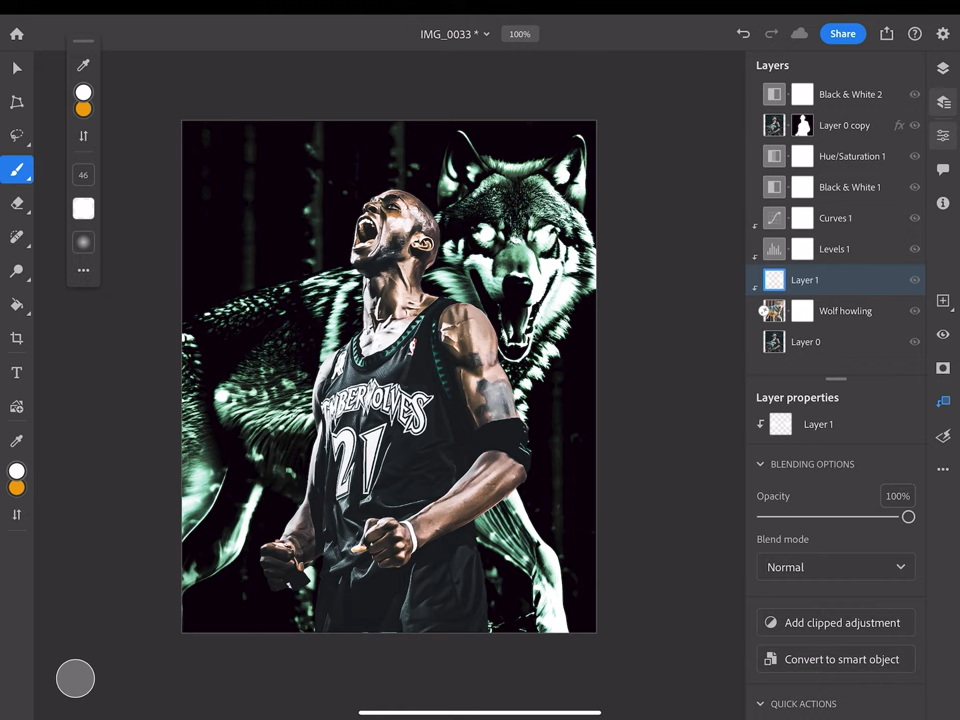 IMG_0033 *
100%
Share
46
Layers
Black & White 2
Layer 0 copy
fx
Hue/Saturation 1
Black & White 1
Curves 1
Levels 1
Layer 1
Wolf howling
Layer 0
Layer properties
Layer 1
BLENDING OPTIONS
Opacity
100%
Blend mode
Normal
Add clipped adjustment
Convert to smart object
QUICK ACTIONS
TIMBERWOLVES
21